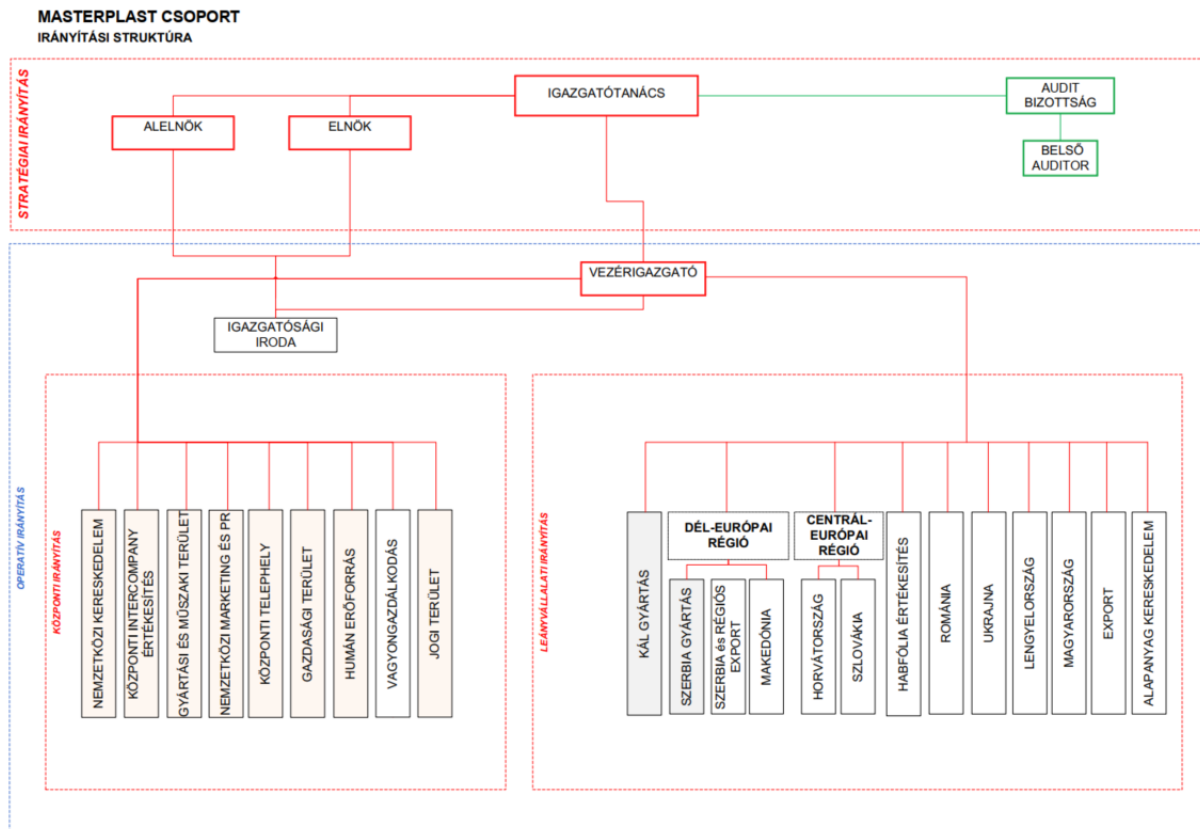 MASTERPLAST CSOPORT
IRÁNYÍTÁSI STRUKTÚRA
STRATÉGIAI IRÁNYÍTÁS
IGAZGATÓTANÁCS
AUDIT
BIZOTTSÁG
ALELNÖK
ELNÖK
BELSŐ
AUDITOR
OPERATÍV IRÁNYÍTÁS
VEZÉRIGAZGATÓ
IGAZGATÓSÁGI
IRODA
KÖZPONTI IRÁNYÍTÁS
NEMZETKÖZI KERESKEDELEM
KÖZPONTI INTERCOMPANY
ÉRTÉKESÍTÉS
GYÁRTÁSI ÉS MŰSZAKI TERÜLET
NEMZETKÖZI MARKETING ÉS PR
KÖZPONTI TELEPHELY
GAZDASÁGI TERÜLET
HUMÁN ERŐFORRÁS
VAGYONGAZDÁLKODÁS
JOGI TERÜLET
LEÁNYVÁLLALATI IRÁNYÍTÁS
KÁL GYÁRTÁS
DÉL-EURÓPAI
RÉGIÓ
SZERBIA GYÁRTÁS
SZERBIA és RÉGIÓS
EXPORT
MAKEDÓNIA
CENTRÁL-
EURÓPAI
RÉGIÓ
HORVÁTORSZÁG
SZLOVÁKIA
HABFÓLIA ÉRTÉKESÍTÉS
ROMÁNIA
UKRAJNA
LENGYELORSZÁG
MAGYARORSZÁG
EXPORT
ALAPANYAG KERESKEDELEM